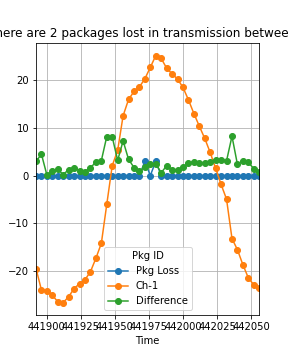 here are 2 packages lost in transmission betwee
20
10
0
−10
−20
Pkg ID
Pkg Loss
Ch-1
Difference
441900 441925 441950 441975 442000 442025 442050
Time